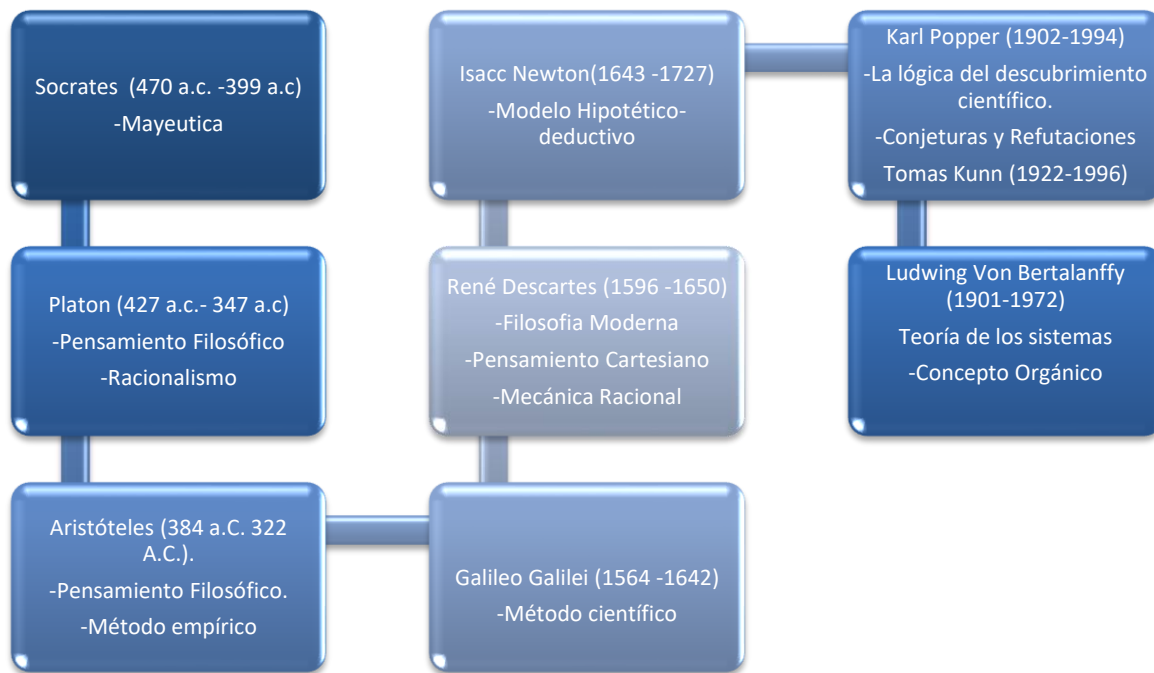 Socrates (470 a.c. -399 a.c)
-Mayeutica
Platon (427 a.c.- 347 a.c)
-Pensamiento Filosófico
-Racionalismo
Aristóteles (384 a.C. 322
A.C.).
-Pensamiento Filosófico.
-Método empírico
Galileo Galilei (1564 -1642)
-Método científico
René Descartes (1596 -1650)
-Filosofia Moderna
-Pensamiento Cartesiano
-Mecánica Racional
Isacc Newton(1643 -1727)
-Modelo Hipotético-
deductivo
Karl Popper (1902-1994)
-La lógica del descubrimiento
científico.
-Conjeturas y Refutaciones
Tomas Kunn (1922-1996)
Ludwing Von Bertalanffy
(1901-1972)
Teoría de los sistemas
-Concepto Orgánico